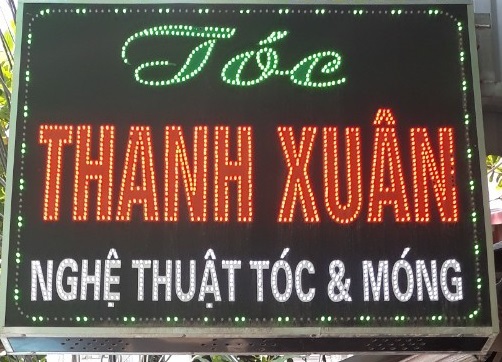 Tóc
THANH XUÂN
NGHỆ THUẬT TÓC & MÓNG